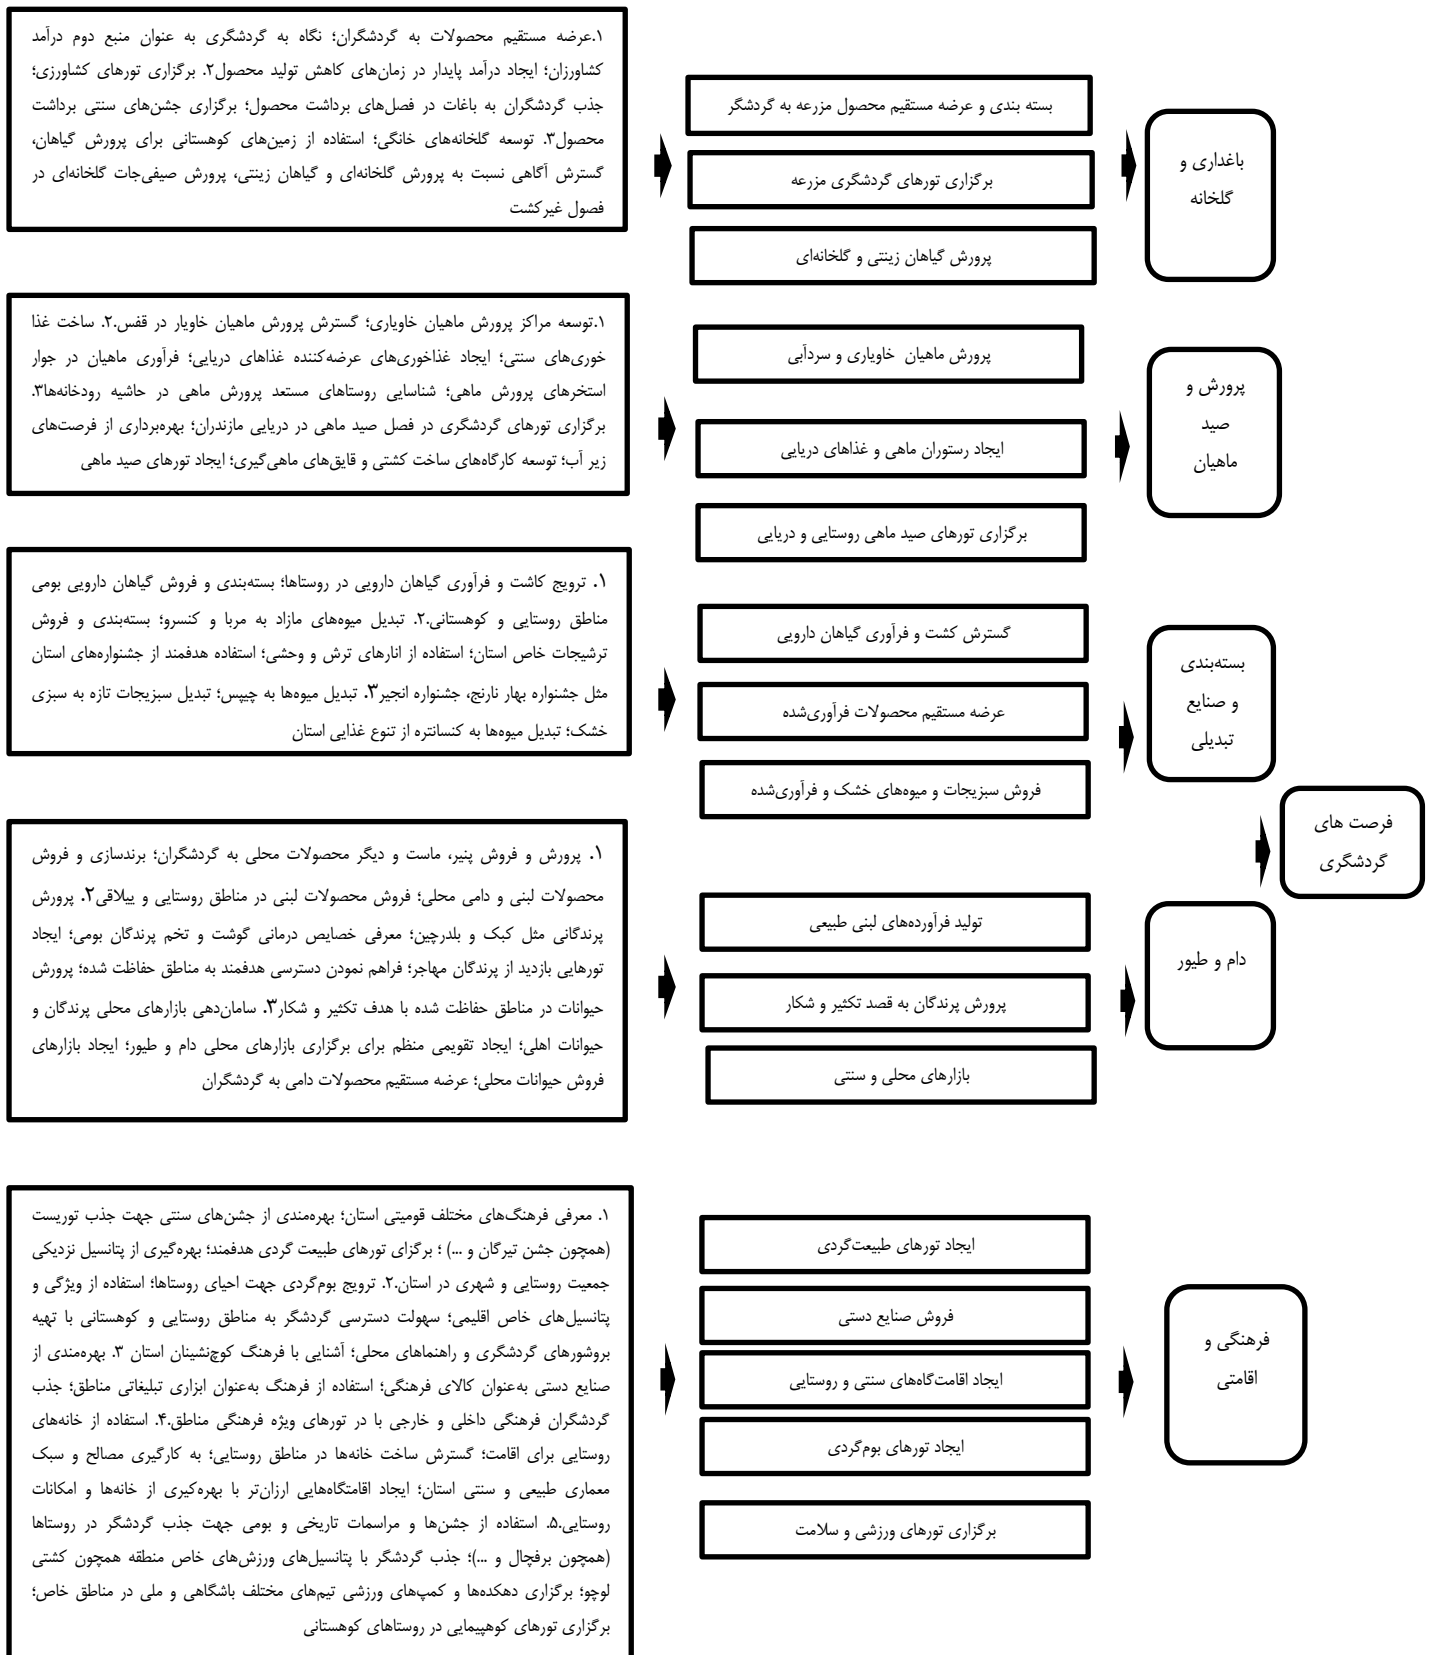 ۱.عرضه مستقیم محصولات به گردشگران؛ نگاه به گردشگری به عنوان منبع دوم درآمد
کشاورزان؛ ایجاد درآمد پایدار در زمان‌های کاهش تولید محصول۲. برگزاری تورهای کشاورزی؛
جذب گردشگران به باغات در فصل‌های برداشت محصول؛ برگزاری جشن‌های سنتی برداشت
محصول۳. توسعه گلخانه‌های خانگی؛ استفاده از زمین‌های کوهستانی برای پرورش گیاهان،
گسترش آگاهی نسبت به پرورش گلخانه‌ای و گیاهان زینتی، پرورش صیفی‌جات گلخانه‌ای در
فصول غیرکشت
بسته بندی و عرضه مستقیم محصول مزرعه به گردشگر
برگزاری تورهای گردشگری مزرعه
پرورش گیاهان زینتی و گلخانه‌ای
باغداری و
گلخانه
۱.توسعه مراکز پرورش ماهیان خاویاری؛ گسترش پرورش ماهیان خاویار در قفس.۲. ساخت غذا
خوری‌های سنتی؛ ایجاد غذاخوری‌های عرضه‌کننده غذاهای دریایی؛ فرآوری ماهیان در جوار
استخرهای پرورش ماهی؛ شناسایی روستاهای مستعد پرورش ماهی در حاشیه رودخانه‌ها۳.
برگزاری تورهای گردشگری در فصل صید ماهی در دریایی مازندران؛ بهره‌برداری از فرصت‌های
زیر آب؛ توسعه کارگاه‌های ساخت کشتی و قایق‌های ماهی‌گیری؛ ایجاد تورهای صید ماهی
پرورش ماهیان خاویاری و سردآبی
ایجاد رستوران ماهی و غذاهای دریایی
برگزاری تورهای صید ماهی روستایی و دریایی
پرورش و
صید
ماهیان
۱. ترویج کاشت و فرآوری گیاهان دارویی در روستاها؛ بسته‌بندی و فروش گیاهان دارویی بومی
مناطق روستایی و کوهستانی.۲. تبدیل میوه‌های مازاد به مربا و کنسرو؛ بسته‌بندی و فروش
ترشیجات خاص استان؛ استفاده از انارهای ترش و وحشی؛ استفاده هدفمند از جشنواره‌های استان
مثل جشنواره بهار نارنج، جشنواره انجیر۳. تبدیل میوه‌ها به چیپس؛ تبدیل سبزیجات تازه به سبزی
خشک؛ تبدیل میوه‌ها به کنسانتره از تنوع غذایی استان
گسترش کشت و فرآوری گیاهان دارویی
عرضه مستقیم محصولات فرآوری‌شده
فروش سبزیجات و میوه‌های خشک و فرآوری‌شده
بسته‌بندی
و صنایع
تبدیلی
فرصت های
گردشگری
۱. پرورش و فروش پنیر، ماست و دیگر محصولات محلی به گردشگران؛ برندسازی و فروش
محصولات لبنی و دامی محلی؛ فروش محصولات لبنی در مناطق روستایی و ییلاقی۲. پرورش
پرندگانی مثل کبک و بلدرچین؛ معرفی خصایص درمانی گوشت و تخم پرندگان بومی؛ ایجاد
تورهایی بازدید از پرندگان مهاجر؛ فراهم نمودن دسترسی هدفمند به مناطق حفاظت شده؛ پرورش
حیوانات در مناطق حفاظت شده با هدف تکثیر و شکار۳. سامان‌دهی بازارهای محلی پرندگان و
حیوانات اهلی؛ ایجاد تقویمی منظم برای برگزاری بازارهای محلی دام و طیور؛ ایجاد بازارهای
فروش حیوانات محلی؛ عرضه مستقیم محصولات دامی به گردشگران
تولید فرآورده‌های لبنی طبیعی
پرورش پرندگان به قصد تکثیر و شکار
بازارهای محلی و سنتی
دام و طیور
۱. معرفی فرهنگ‌های مختلف قومیتی استان؛ بهره‌مندی از جشن‌های سنتی جهت جذب توریست
(همچون جشن تیرگان و ...) ؛ برگزای تورهای طبیعت گردی هدفمند؛ بهره‌گیری از پتانسیل نزدیکی
جمعیت روستایی و شهری در استان.۲. ترویج بوم‌گردی جهت احیای روستاها؛ استفاده از ویژگی و
پتانسیل‌های خاص اقلیمی؛ سهولت دسترسی گردشگر به مناطق روستایی و کوهستانی با تهیه
بروشورهای گردشگری و راهنماهای محلی؛ آشنایی با فرهنگ کوچ‌نشینان استان ۳. بهره‌مندی از
صنایع دستی به‌عنوان کالای فرهنگی؛ استفاده از فرهنگ به‌عنوان ابزاری تبلیغاتی مناطق؛ جذب
گردشگران فرهنگی داخلی و خارجی با در تورهای ویژه فرهنگی مناطق.۴. استفاده از خانه‌های
روستایی برای اقامت؛ گسترش ساخت خانه‌ها در مناطق روستایی؛ به کارگیری مصالح و سبک
معماری طبیعی و سنتی استان؛ ایجاد اقامتگاه‌هایی ارزان‌تر با بهره‌کیری از خانه‌ها و امکانات
روستایی.۵. استفاده از جشن‌ها و مراسمات تاریخی و بومی جهت جذب گردشگر در روستاها
(همچون برفچال و ...)؛ جذب گردشگر با پتانسیل‌های ورزش‌های خاص منطقه همچون کشتی
لوچو؛ برگزاری دهکده‌ها و کمپ‌های ورزشی تیم‌های مختلف باشگاهی و ملی در مناطق خاص؛
برگزاری تورهای کوهپیمایی در روستاهای کوهستانی
ایجاد تورهای طبیعت‌گردی
فروش صنایع دستی
ایجاد اقامت‌گاه‌های سنتی و روستایی
ایجاد تورهای بوم‌گردی
برگزاری تورهای ورزشی و سلامت
فرهنگی و
اقامتی